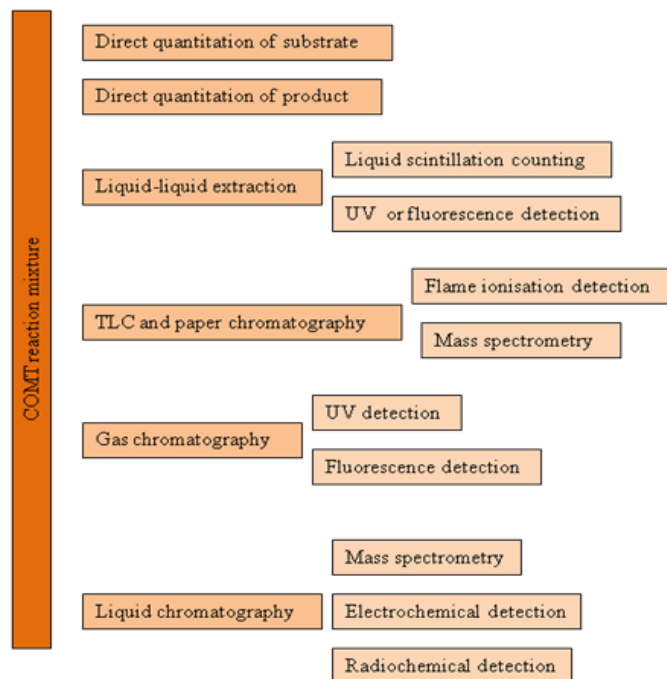 COMT reaction mixture
Direct quantitation of substrate
Direct quantitation of product
Liquid-liquid extraction
Liquid scintillation counting
UV or fluorescence detection
TLC and paper chromatography
Flame ionisation detection
Mass spectrometry
Gas chromatography
UV detection
Fluorescence detection
Liquid chromatography
Mass spectrometry
Electrochemical detection
Radiochemical detection